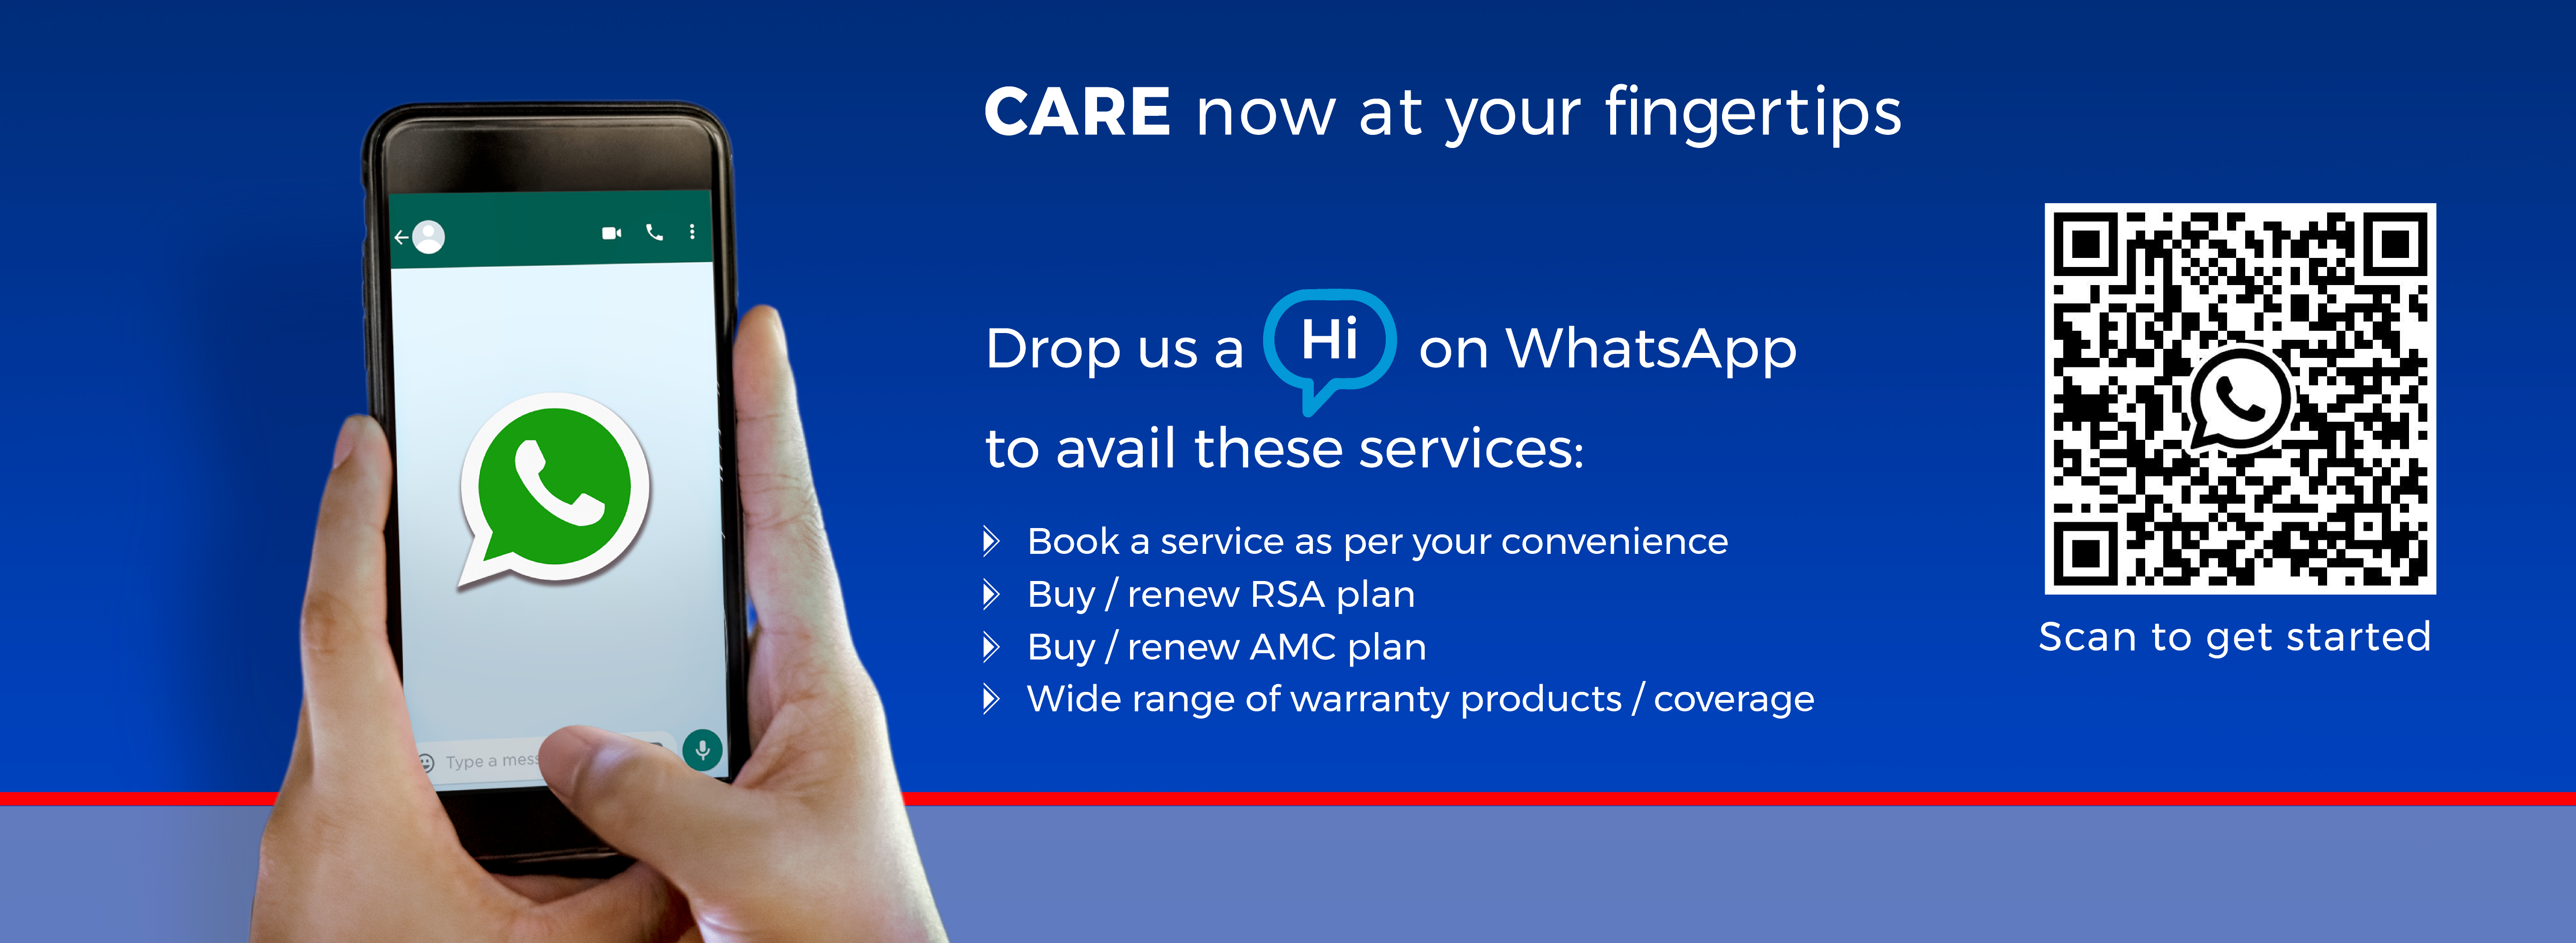 CARE now at your fingertips
Drop us a Hi on WhatsApp
to avail these services:
Book a service as per your convenience
Buy / renew RSA plan
Buy / renew AMC plan
Wide range of warranty products / coverage
Scan to get started
Type a mess